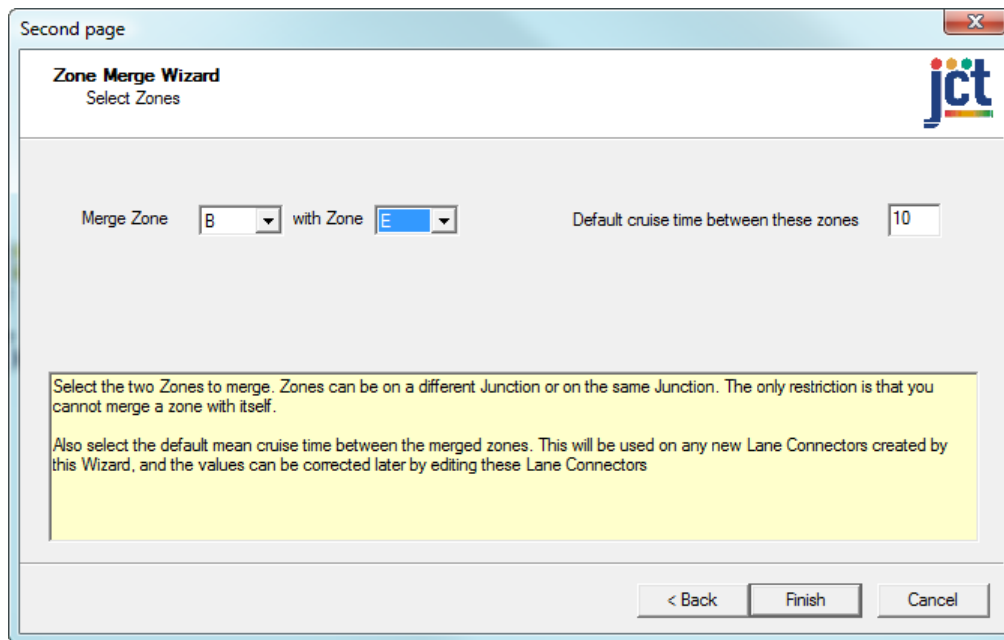 Second page
Zone Merge Wizard
Select Zones
jct
Merge Zone B with Zone E Default cruise time between these zones 10
Select the two Zones to merge. Zones can be on a different Junction or on the same Junction. The only restriction is that you
cannot merge a zone with itself.
Also select the default mean cruise time between the merged zones. This will be used on any new Lane Connectors created by
this Wizard, and the values can be corrected later by editing these Lane Connectors
< Back Finish Cancel